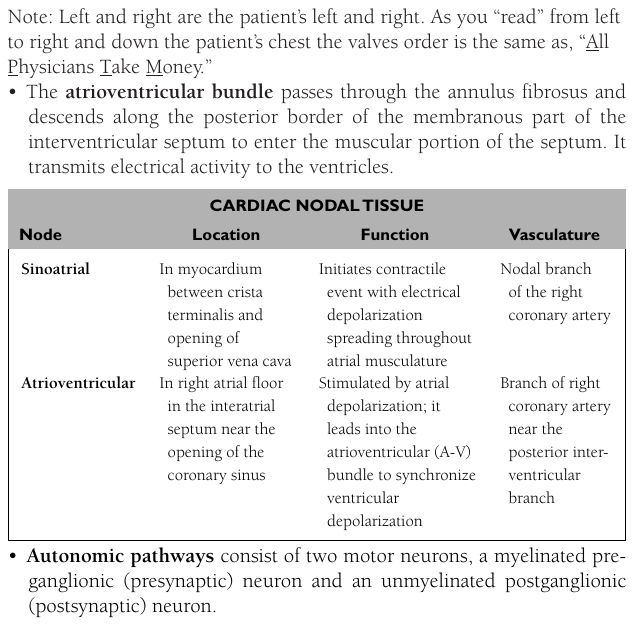 Note: Left and right are the patient’s left and right. As you “read” from left
to right and down the patient’s chest the valves order is the same as, “All
Physicians Take Money.”
• The atrioventricular bundle passes through the annulus fibrosus and
descends along the posterior border of the membranous part of the
interventricular septum to enter the muscular portion of the septum. It
transmits electrical activity to the ventricles.
CARDIAC NODAL TISSUE
Node Location Function Vasculature
Sinoatrial In myocardium Initiates contractile Nodal branch
between crista event with electrical of the right
terminalis and depolarization coronary artery
opening of spreading throughout
superior vena cava atrial musculature
Atrioventricular In right atrial floor Stimulated by atrial Branch of right
in the interatrial depolarization; it coronary artery
septum near the leads into the near the
opening of the atrioventricular (A-V) posterior inter-
coronary sinus bundle to synchronize ventricular
ventricular branch
depolarization
• Autonomic pathways consist of two motor neurons, a myelinated pre-
ganglionic (presynaptic) neuron and an unmyelinated postganglionic
(postsynaptic) neuron.